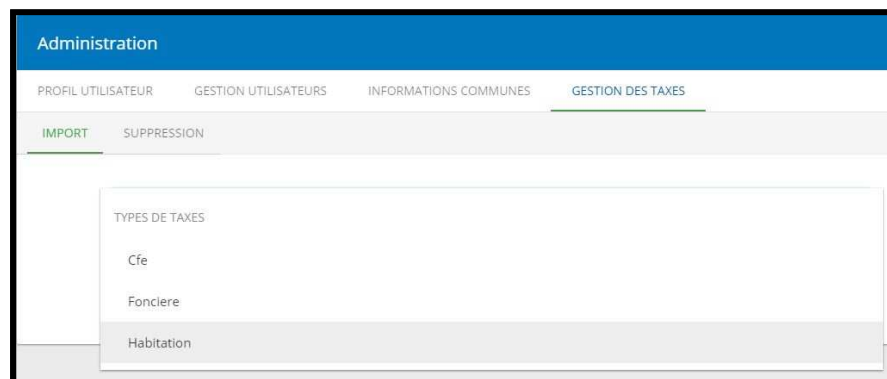 Administration
PROFIL UTILISATEUR GESTION UTILISATEURS INFORMATIONS COMMUNES GESTION DES TAXES
IMPORT SUPPRESSION
TYPES DE TAXES
Cfe
Fonciere
Habitation